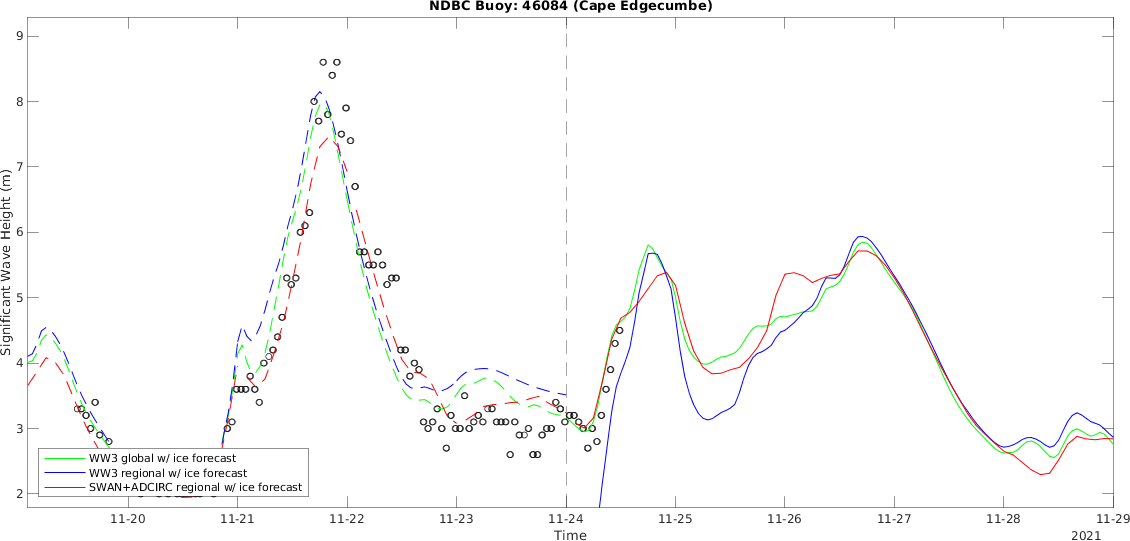 NDBC Buoy: 46084 (Cape Edgecumbe)
9
8
7
6
5
4
3
2
Significant Wave Height (m)
WW3 global w/ ice forecast
WW3 regional w/ ice forecast
SWAN+ADCIRC regional w/ ice forecast
11-20 11-21 11-22 11-23 11-24 11-25 11-26 11-27 11-28 11-29
Time
2021